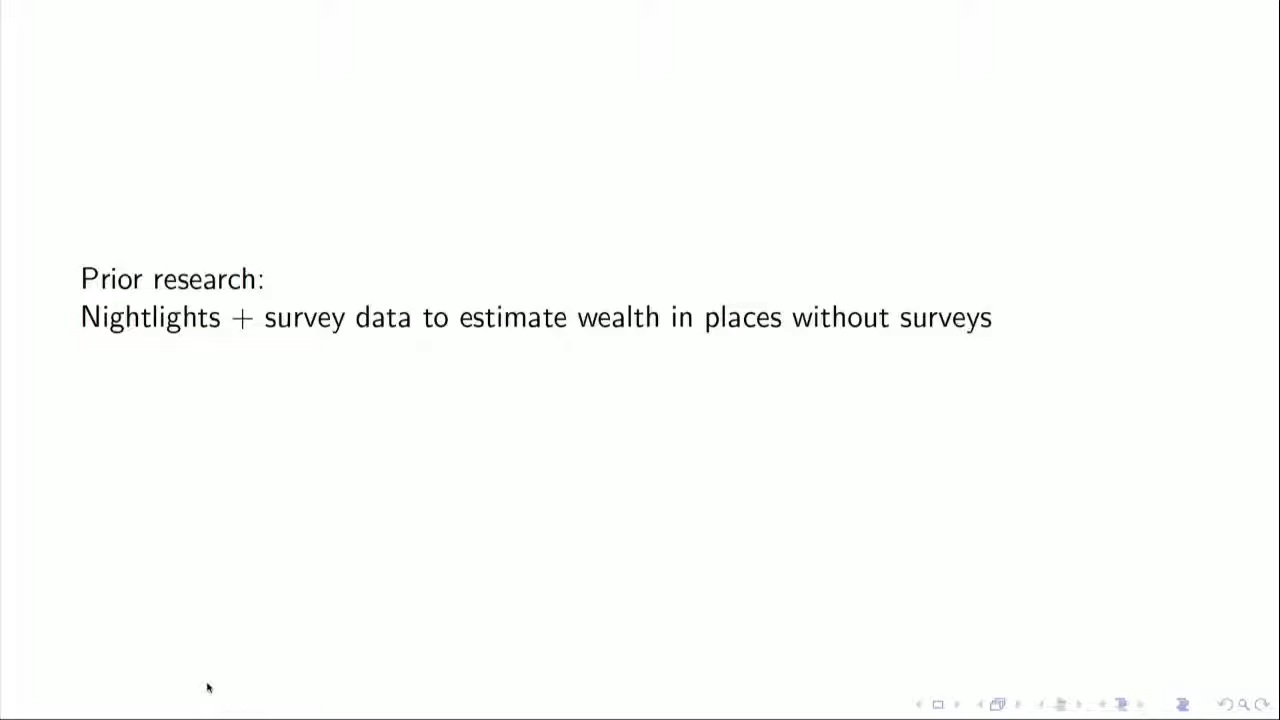 Prior research:
Nightlights + survey data to estimate wealth in places without surveys